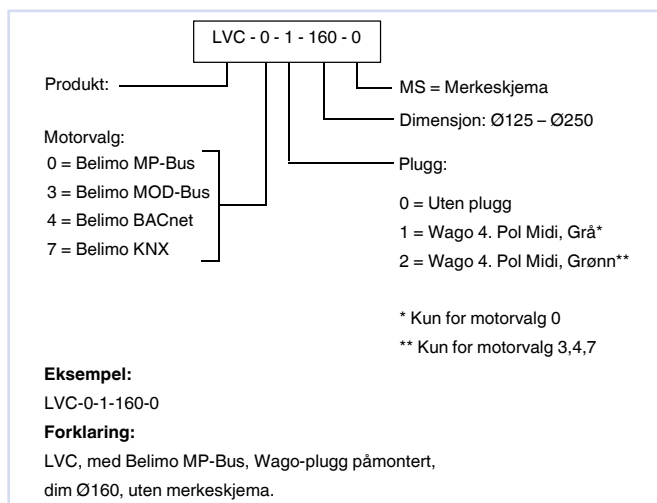 LVC - 0 - 1 - 160 - 0
Produkt:
MS = Merkeskjema
Dimensjon: Ø125 – Ø250
Motorvalg:
0 = Belimo MP-Bus
3 = Belimo MOD-Bus
4 = Belimo BACnet
7 = Belimo KNX
Plugg:
0 = Uten plugg
1 = Wago 4. Pol Midi, Grå*
2 = Wago 4. Pol Midi, Grønn**
* Kun for motorvalg 0
** Kun for motorvalg 3,4,7
Eksempel:
LVC-0-1-160-0
Forklaring:
LVC, med Belimo MP-Bus, Wago-plugg påmontert,
dim Ø160, uten merkeskjema.